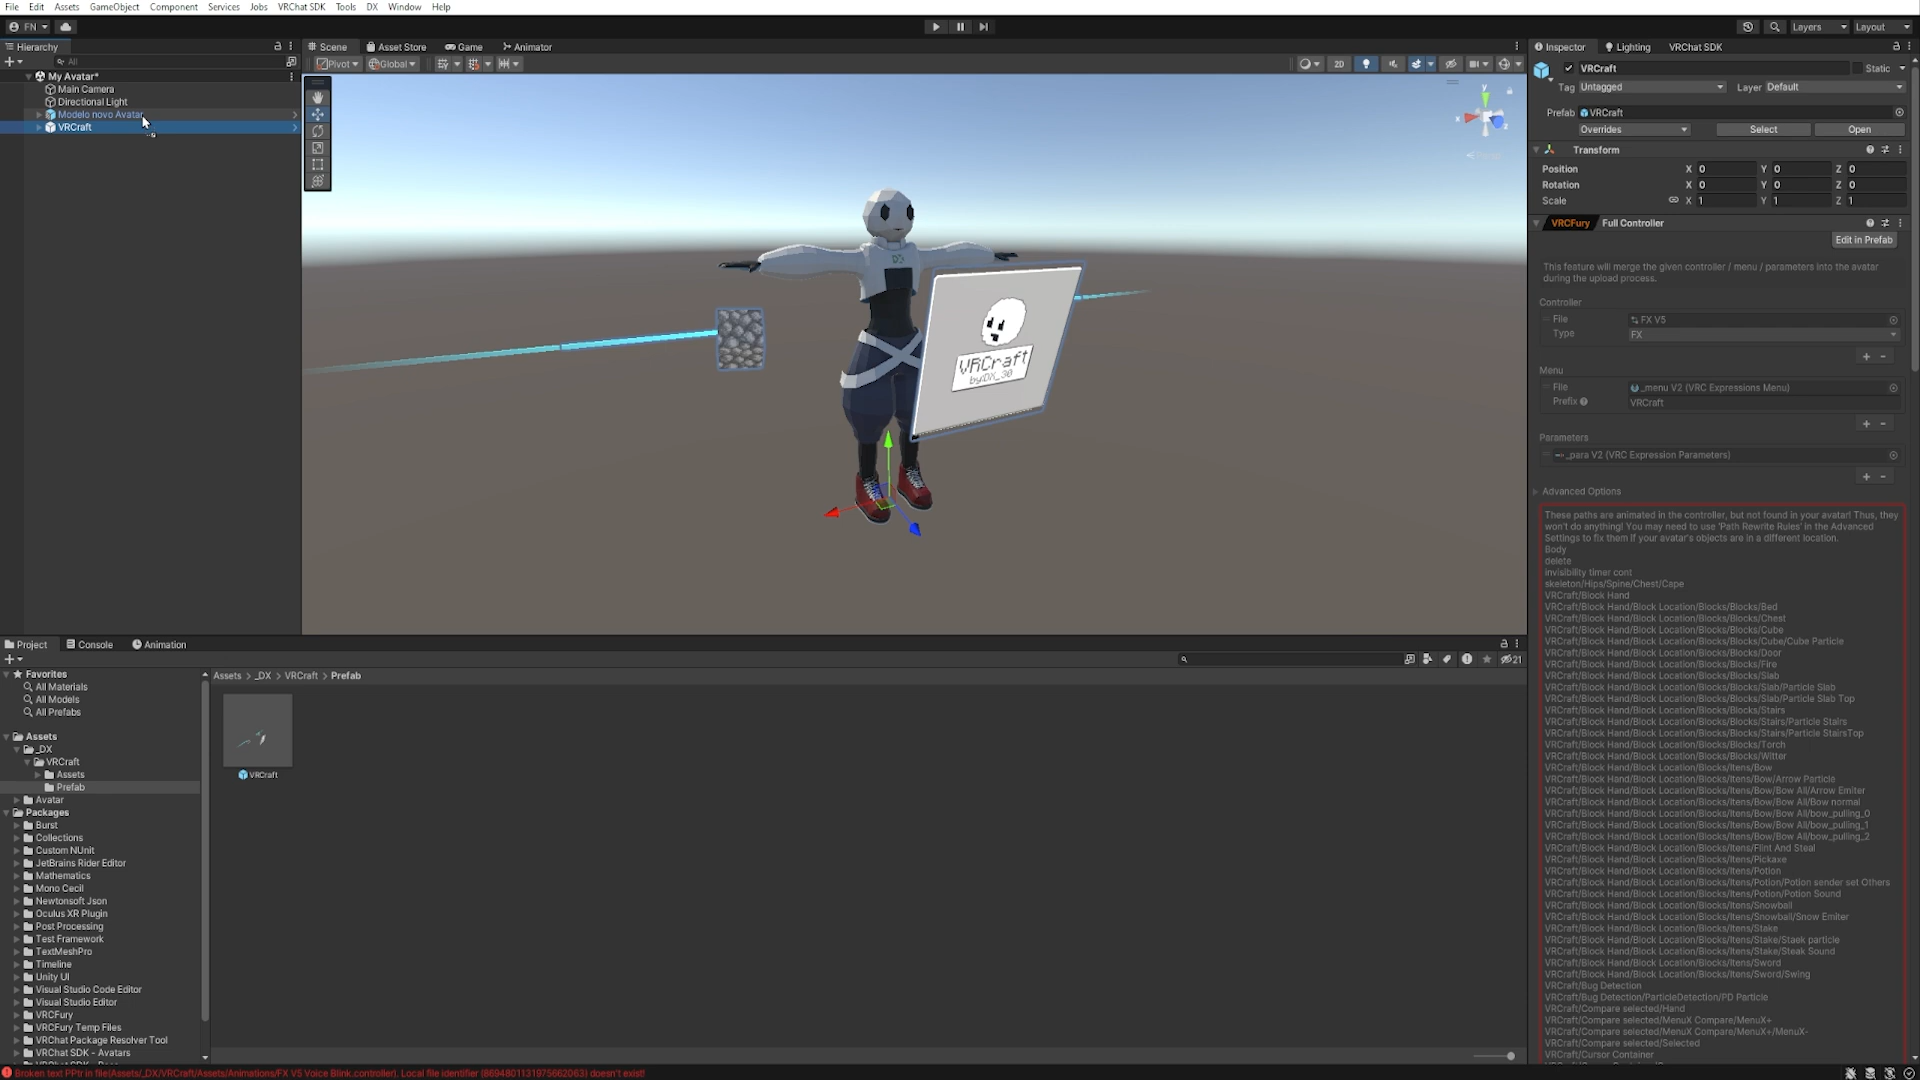 File Edit Assets GameObject Component Services Jobs VRChat SDK Tools DX Window Help
FN
Layers Layout
Hierarchy
All
My Avatar*
Main Camera
Directional Light
Modelo novo Avatar
VRCraft
Scene Asset Store Game Animator
Pivot Global
2D
y
x
z
D3
VRCraft
by:DX_30
Project Console Animation
21
Favorites
All Materials
All Models
All Prefabs
Assets
_DX
VRCraft
Assets
Prefab
Avatar
Packages
Burst
Collections
Custom NUnit
JetBrains Rider Editor
Mathematics
Mono Cecil
Newtonsoft Json
Oculus XR Plugin
Post Processing
Test Framework
TextMeshPro
Timeline
Unity UI
Visual Studio Code Editor
Visual Studio Editor
VRCFury
VRCFury Temp Files
VRChat Package Resolver Tool
VRChat SDK - Avatars
Assets > _DX > VRCraft > Prefab
VRCraft
Inspector Lighting VRChat SDK
VRCraft Static
Tag Untagged Layer Default
Prefab VRCraft
Overrides Select Open
Transform
Position X 0 Y 0 Z 0
Rotation X 0 Y 0 Z 0
Scale X 1 Y 1 Z 1
VRCFury Full Controller
Edit in Prefab
This feature will merge the given controller / menu / parameters into the avatar
during the upload process.
Controller
File FX V5
Type FX
Menu
File _menu V2 (VRC Expressions Menu)
Prefix VRCraft
Parameters
_para V2 (VRC Expression Parameters)
Advanced Options
These paths are animated in the controller, but not found in your avatar! Thus, they
won't do anything! You may need to use 'Path Rewrite Rules' in the Advanced
Settings to fix them if your avatar's objects are in a different location.
Body
delete
invisibility timer cont
skeleton/Hips/Spine/Chest/Cape
VRCraft/Block Hand
VRCraft/Block Hand/Block Location/Blocks/Blocks/Bed
VRCraft/Block Hand/Block Location/Blocks/Blocks/Chest
VRCraft/Block Hand/Block Location/Blocks/Blocks/Cube
VRCraft/Block Hand/Block Location/Blocks/Blocks/Cube/Cube Particle
VRCraft/Block Hand/Block Location/Blocks/Blocks/Door
VRCraft/Block Hand/Block Location/Blocks/Blocks/Fire
VRCraft/Block Hand/Block Location/Blocks/Blocks/Slab
VRCraft/Block Hand/Block Location/Blocks/Blocks/Slab/Particle Slab
VRCraft/Block Hand/Block Location/Blocks/Blocks/Slab/Particle Slab Top
VRCraft/Block Hand/Block Location/Blocks/Blocks/Stairs
VRCraft/Block Hand/Block Location/Blocks/Blocks/Stairs/Particle Stairs
VRCraft/Block Hand/Block Location/Blocks/Blocks/Stairs/Particle StairsTop
VRCraft/Block Hand/Block Location/Blocks/Blocks/Torch
VRCraft/Block Hand/Block Location/Blocks/Blocks/Witter
VRCraft/Block Hand/Block Location/Blocks/Itens/Bow
VRCraft/Block Hand/Block Location/Blocks/Itens/Bow/Arrow Particle
VRCraft/Block Hand/Block Location/Blocks/Itens/Bow/Bow All/Arrow Emiter
VRCraft/Block Hand/Block Location/Blocks/Itens/Bow/Bow All/Bow normal
VRCraft/Block Hand/Block Location/Blocks/Itens/Bow/Bow All/bow_pulling_0
VRCraft/Block Hand/Block Location/Blocks/Itens/Bow/Bow All/bow_pulling_1
VRCraft/Block Hand/Block Location/Blocks/Itens/Bow/Bow All/bow_pulling_2
VRCraft/Block Hand/Block Location/Blocks/Itens/Flint And Steal
VRCraft/Block Hand/Block Location/Blocks/Itens/Pickaxe
VRCraft/Block Hand/Block Location/Blocks/Itens/Potion
VRCraft/Block Hand/Block Location/Blocks/Itens/Potion/Potion sender set Others
VRCraft/Block Hand/Block Location/Blocks/Itens/Potion/Potion Sound
VRCraft/Block Hand/Block Location/Blocks/Itens/Snowball
VRCraft/Block Hand/Block Location/Blocks/Itens/Snowball/Snow Emiter
VRCraft/Block Hand/Block Location/Blocks/Itens/Stake
VRCraft/Block Hand/Block Location/Blocks/Itens/Stake/Staek particle
VRCraft/Block Hand/Block Location/Blocks/Itens/Stake/Steak Sound
VRCraft/Block Hand/Block Location/Blocks/Itens/Sword
VRCraft/Block Hand/Block Location/Blocks/Itens/Sword/Swing
VRCraft/Bug Detection
VRCraft/Bug Detection/ParticleDetection/PD Particle
VRCraft/Compare selected/Hand
VRCraft/Compare selected/MenuX Compare/MenuX+
VRCraft/Compare selected/MenuX Compare/MenuX+/MenuX-
VRCraft/Compare selected/Selected
VRCraft/Cursor Container
Broken text PPtr in file(Assets/_DX/VRCraft/Assets/Animations/FX V5 Voice Blink.controller). Local file identifier (8694801131975662063) doesn't exist!